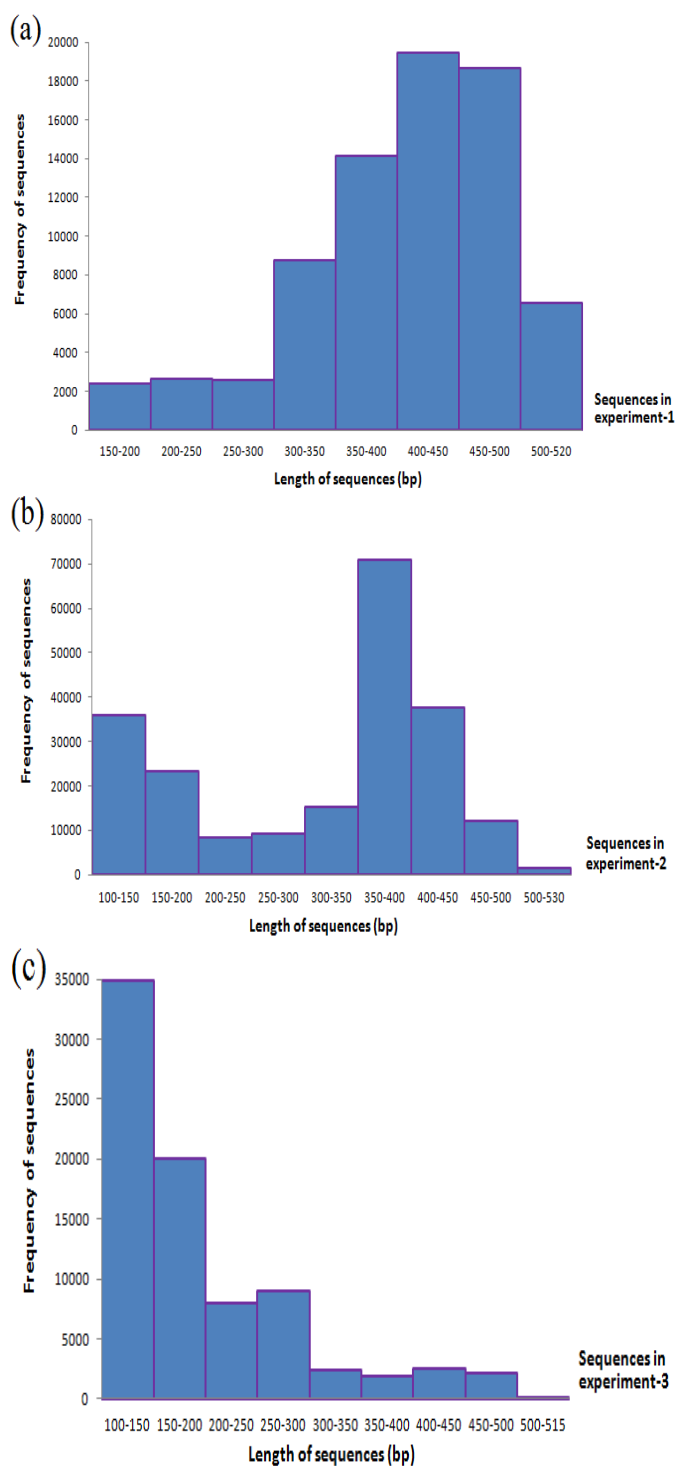 (a)
Frequency of sequences
20000
18000
16000
14000
12000
10000
8000
6000
4000
2000
0
150-200 200-250 250-300 300-350 350-400 400-450 450-500 500-520
Length of sequences (bp)
Sequences in
experiment-1
(b)
Frequency of sequences
80000
70000
60000
50000
40000
30000
20000
10000
0
100-150 150-200 200-250 250-300 300-350 350-400 400-450 450-500 500-530
Length of sequences (bp)
Sequences in
experiment-2
(c)
Frequency of sequences
35000
30000
25000
20000
15000
10000
5000
0
100-150 150-200 200-250 250-300 300-350 350-400 400-450 450-500 500-515
Length of sequences (bp)
Sequences in
experiment-3